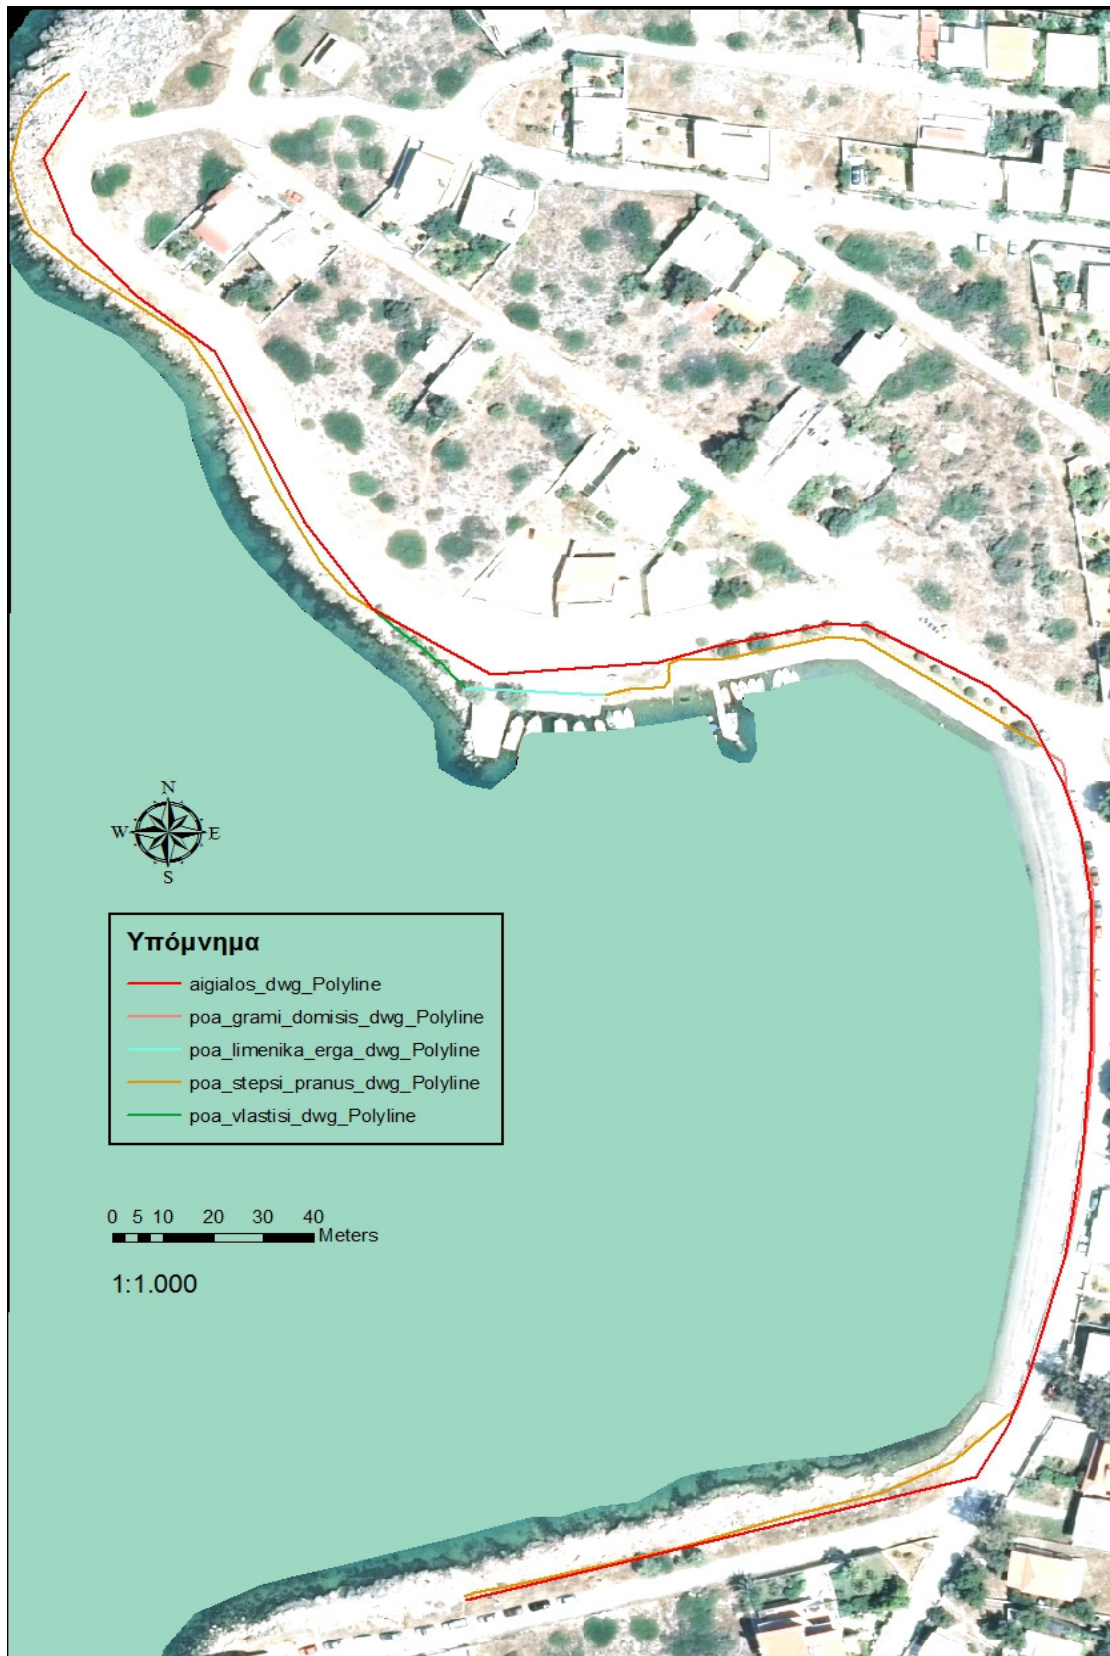 N
W E
S
Υπόμνημα
aigialos_dwg_Polyline
poa_grami_domisis_dwg_Polyline
poa_limenika_erga_dwg_Polyline
poa_stepsi_pranus_dwg_Polyline
poa_vlastisi_dwg_Polyline
0 5 10 20 30 40
Meters
1:1.000